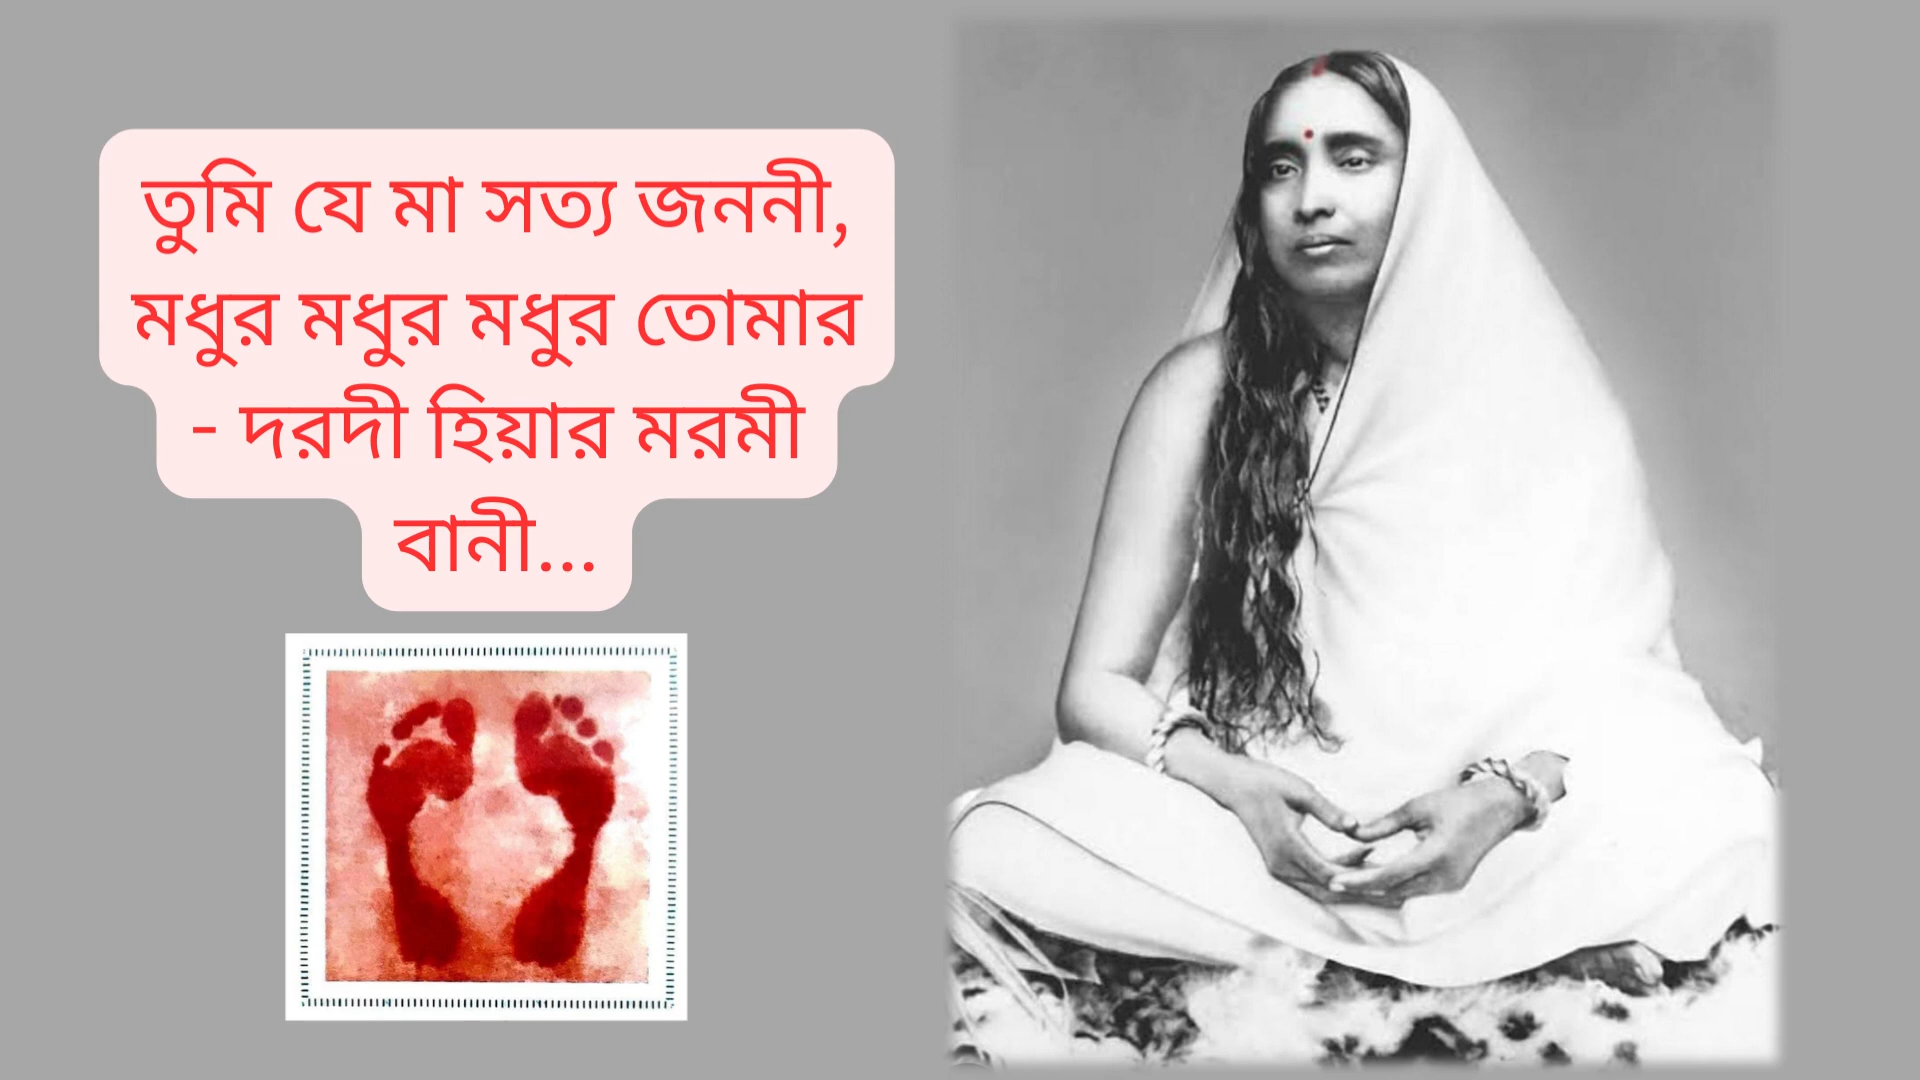 তুমি যে মা সত্য জননী,
মধুর মধুর মধুর তোমার
- দরদী হিয়ার মরমী
বানী...